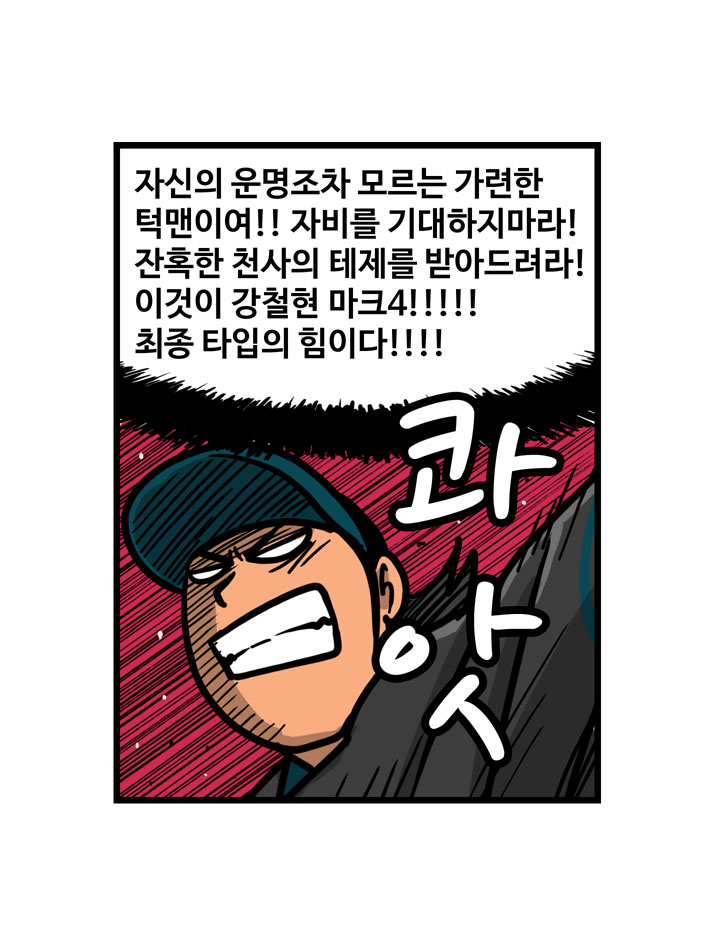 자신의 운명조차 모르는 가련한
턱맨이여!! 자비를 기대하지마라!
잔혹한 천사의 테제를 받아드려라!
이것이 강철현 마크4!!!!!
최종 타입의 힘이다!!!!
콰
앗